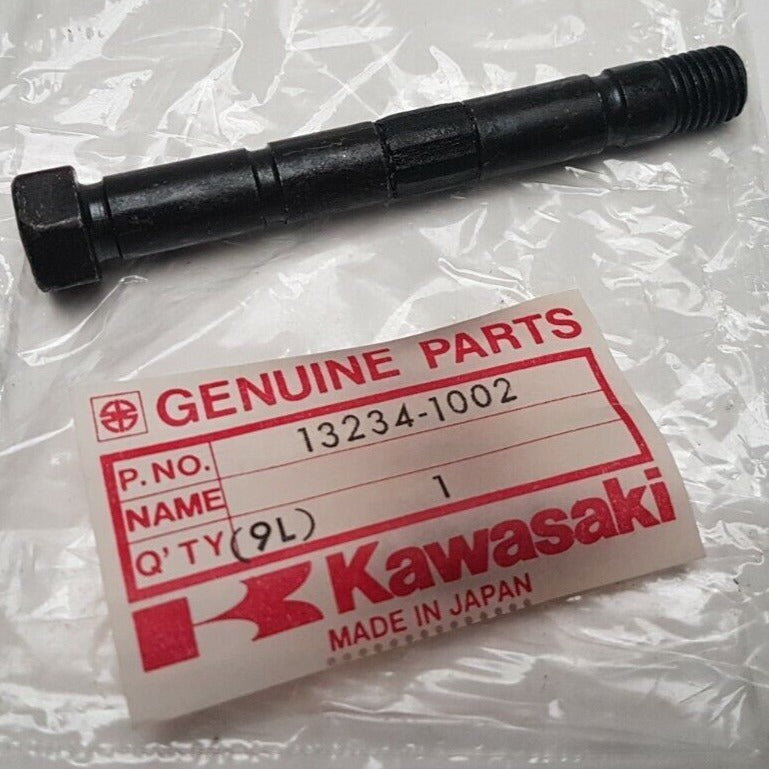 GENUINE PARTS
P.NO. 13234-1002
NAME
Q'TY (9L) 1
Kawasaki
MADE IN JAPAN